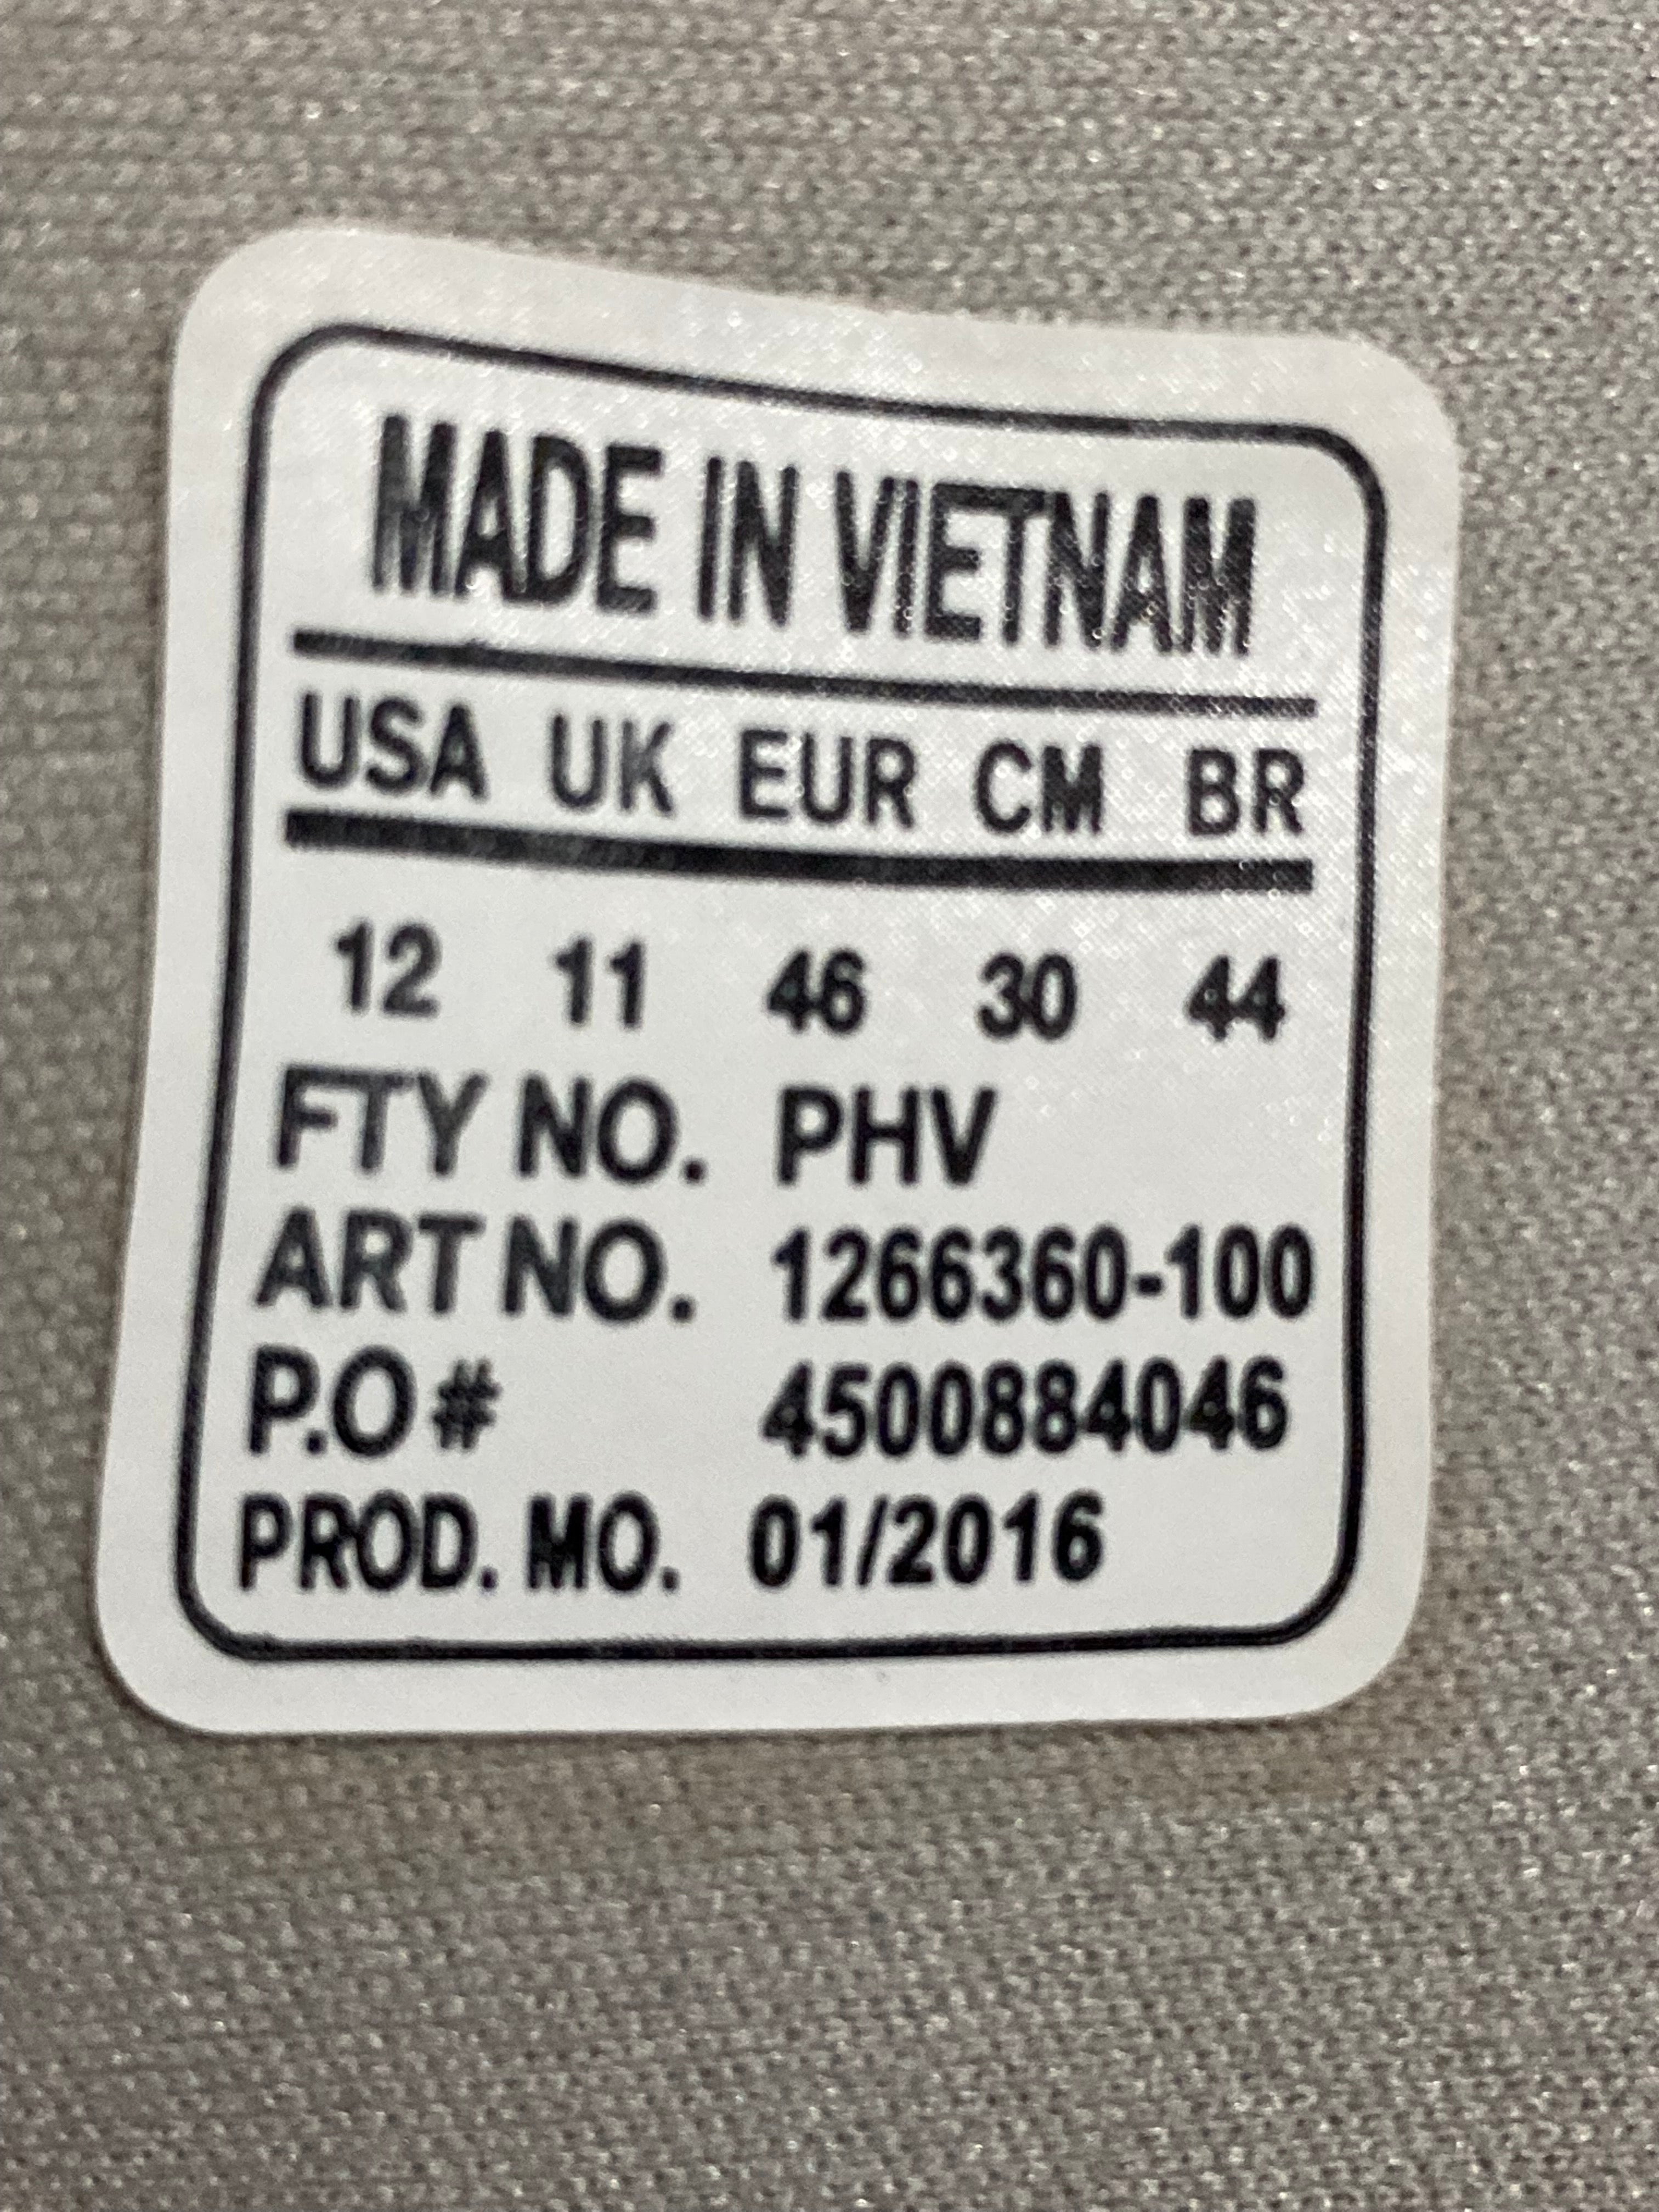 MADE IN VIETNAM
USA UK EUR CM BR
12 11 46 30 44
FTY NO. PHV
ART NO. 1266360-100
P.O # 4500884046
PROD. MO. 01/2016